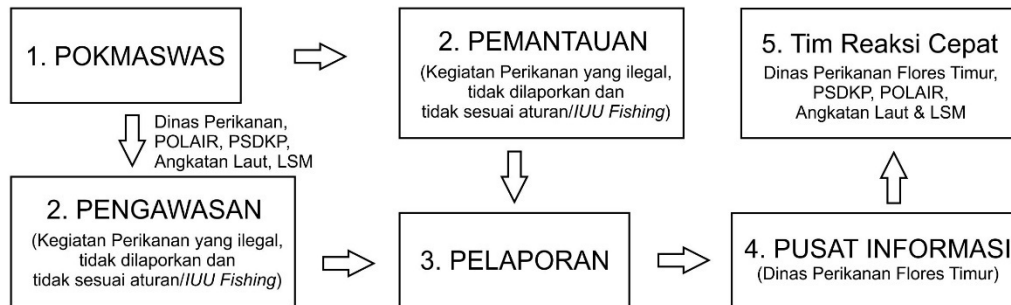 1. POKMASWAS
2. PEMANTAUAN
(Kegiatan Perikanan yang ilegal,
tidak dilaporkan dan
tidak sesuai aturan/IUU Fishing)
5. Tim Reaksi Cepat
Dinas Perikanan Flores Timur,
PSDKP, POLAIR,
Angkatan Laut & LSM
Dinas Perikanan,
POLAIR, PSDKP,
Angkatan Laut, LSM
2. PENGAWASAN
(Kegiatan Perikanan yang ilegal,
tidak dilaporkan dan
tidak sesuai aturan/IUU Fishing)
3. PELAPORAN
4. PUSAT INFORMASI
(Dinas Perikanan Flores Timur)